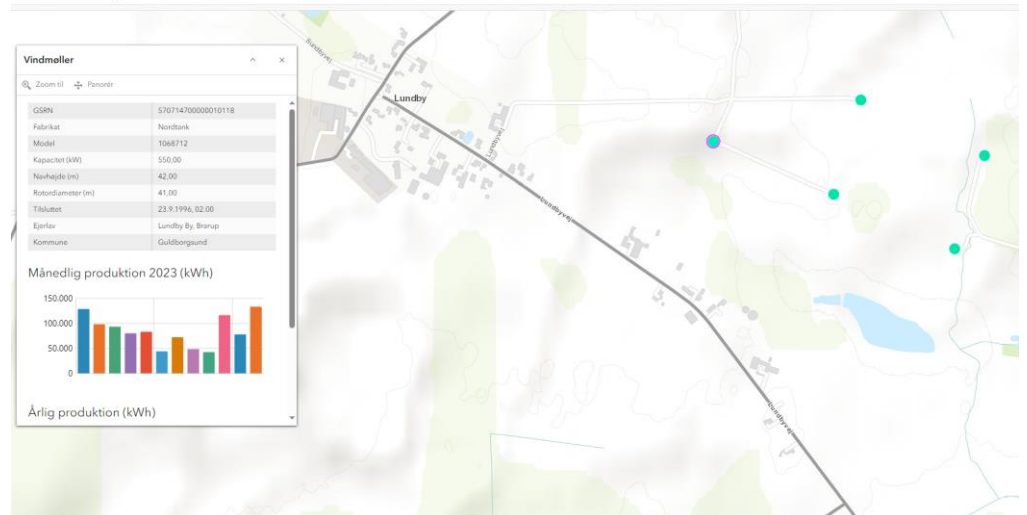 Vindmøller
Zoom til Panorér
GSRN 570714700000010118
Fabrikat Nordtank
Model 1068712
Kapacitet (kW) 550,00
Navhøjde (m) 42,00
Rotordiameter (m) 41,00
Tilsluttet 23.9.1996, 02.00
Ejerlav Lundby By, Brarup
Kommune Guldborgsund
Månedlig produktion 2023 (kWh)
150.000
100.000
50.000
0
Årlig produktion (kWh)
Lundbyvej
Lundby
Lundbyvej
Lundbyvej
Lundbyvej